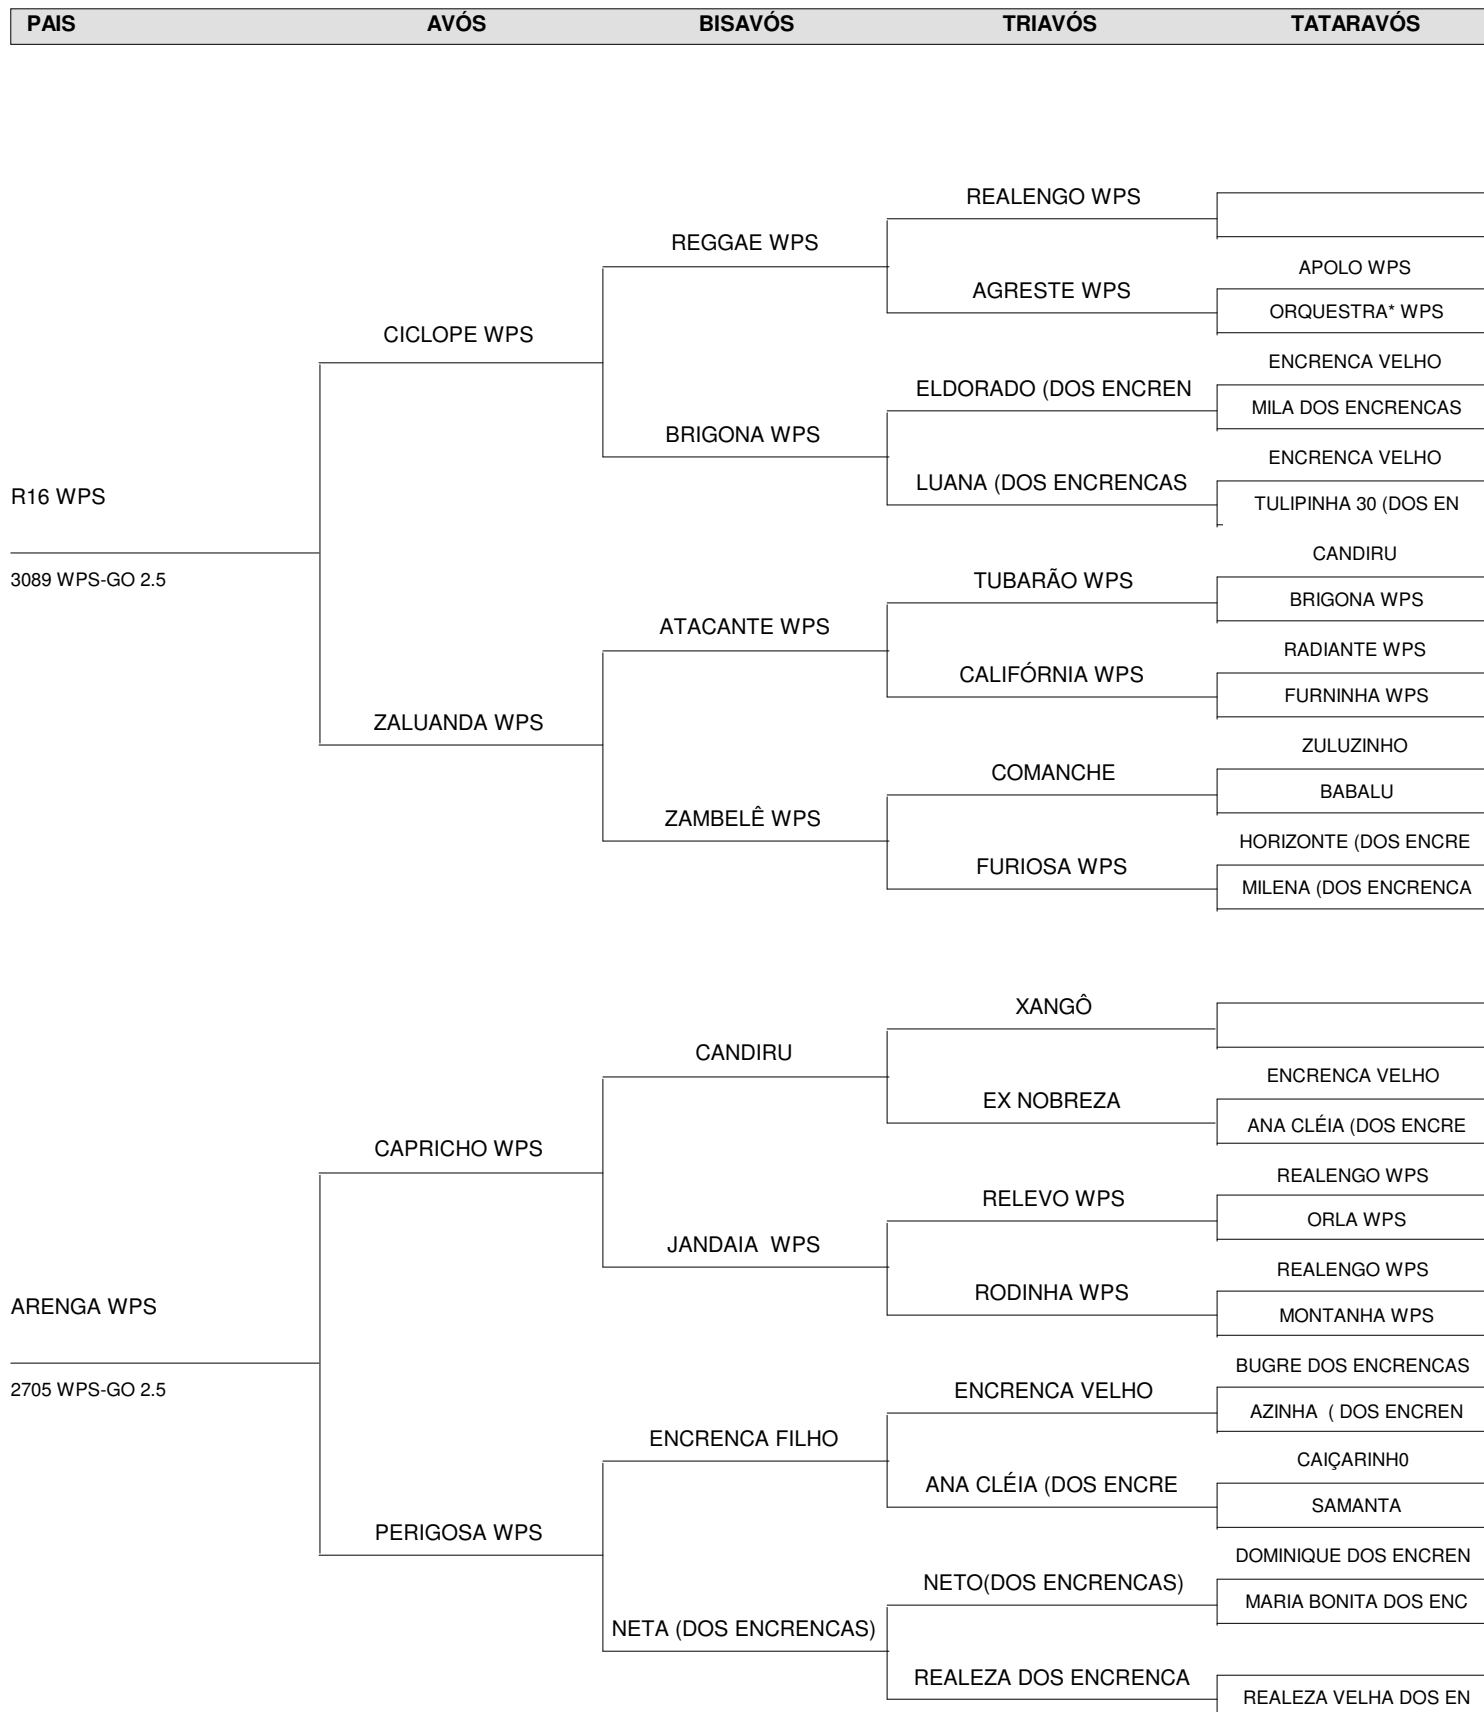 PAIS AVÓS BISAVÓS TRIAVÓS TATARAVÓS
REALENGO WPS
REGGAE WPS
APOLO WPS
AGRESTE WPS
ORQUESTRA* WPS
CICLOPE WPS
ENCRENCA VELHO
ELDORADO (DOS ENCREN
MILA DOS ENCRENCAS
BRIGONA WPS
ENCRENCA VELHO
LUANA (DOS ENCRENCAS
R16 WPS
TULIPINHA 30 (DOS EN
CANDIRU
3089 WPS-GO 2.5
TUBARÃO WPS
BRIGONA WPS
ATACANTE WPS
RADIANTE WPS
CALIFÓRNIA WPS
FURNINHA WPS
ZALUANDA WPS
ZULUZINHO
COMANCHE
BABALU
ZAMBELÊ WPS
HORIZONTE (DOS ENCRE
FURIOSA WPS
MILENA (DOS ENCRENCA
XANGÔ
CANDIRU
ENCRENCA VELHO
EX NOBREZA
ANA CLÉIA (DOS ENCRE
CAPRICHO WPS
REALENGO WPS
RELEVO WPS
ORLA WPS
JANDAIA  WPS
REALENGO WPS
RODINHA WPS
ARENGA WPS
MONTANHA WPS
BUGRE DOS ENCRENCAS
2705 WPS-GO 2.5
ENCRENCA VELHO
AZINHA  ( DOS ENCREN
ENCRENCA FILHO
CAIÇARINH0
ANA CLÉIA (DOS ENCRE
SAMANTA
PERIGOSA WPS
DOMINIQUE DOS ENCREN
NETO(DOS ENCRENCAS)
MARIA BONITA DOS ENC
NETA (DOS ENCRENCAS)
REALEZA DOS ENCRENCA
REALEZA VELHA DOS EN